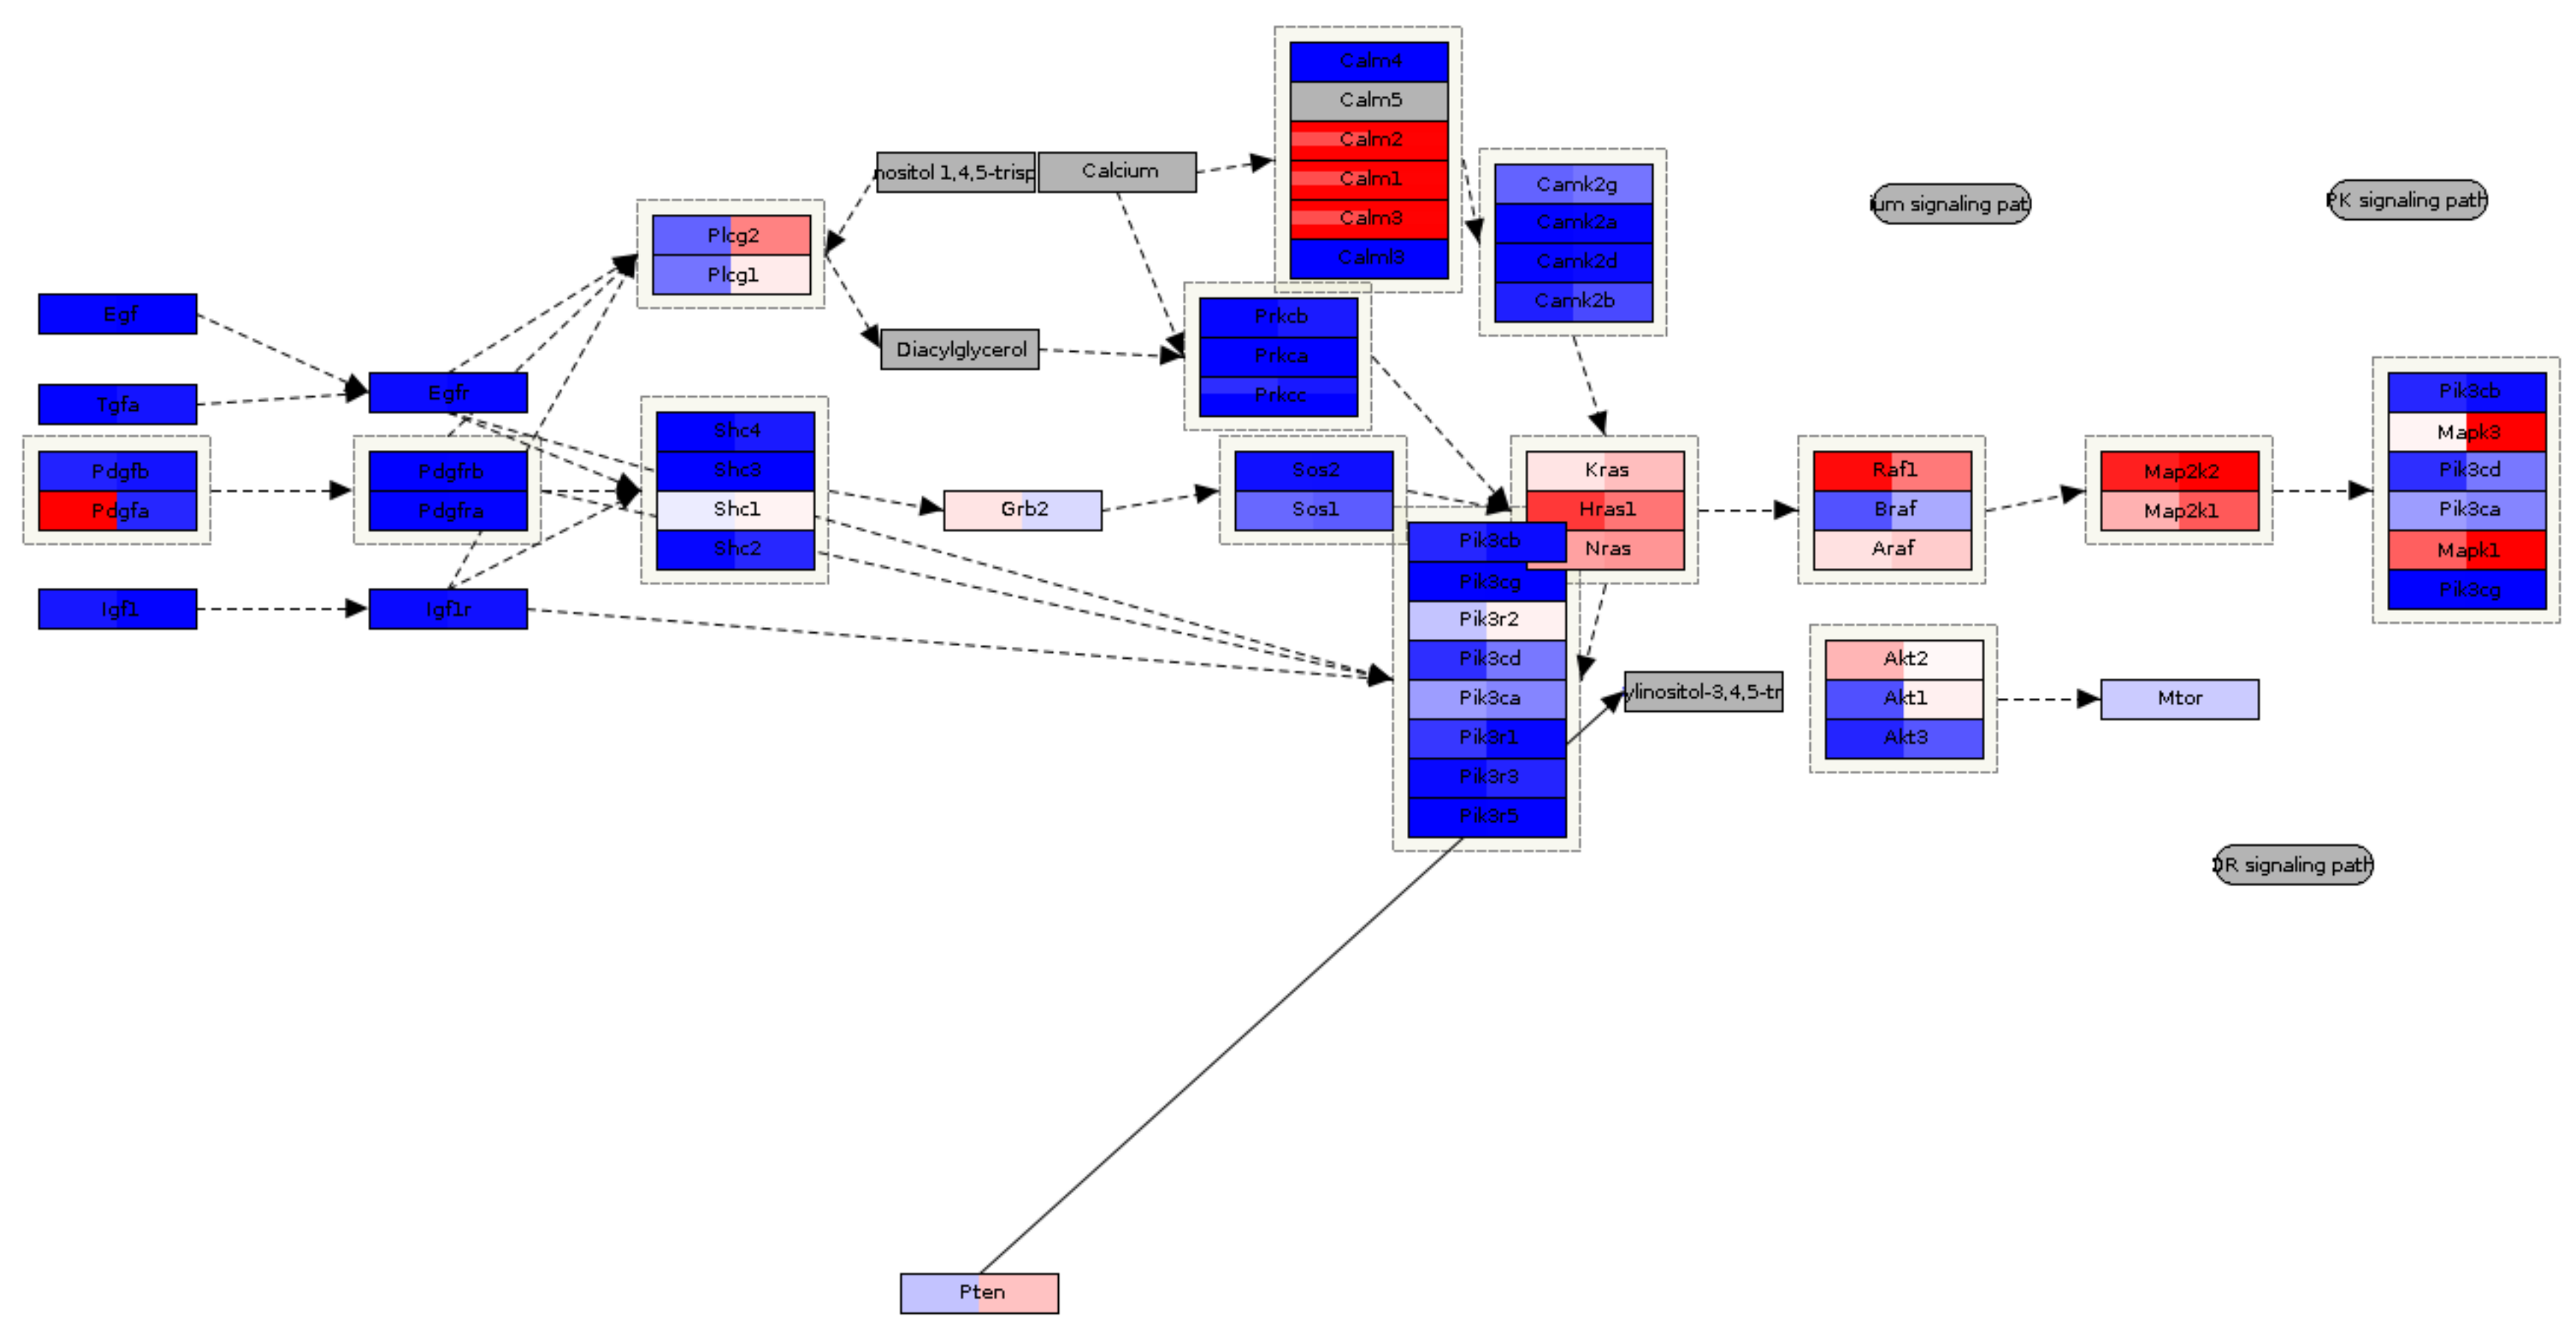 Calm4
Calm5
Calm2
Calm1
Calm3
Calml3
nositol 1,4,5-trisp
Calcium
Camk2g
Camk2a
Camk2d
Camk2b
ium signaling pat
PK signaling path
Plcg2
Plcg1
Egf
Tgfa
Egfr
Diacylglycerol
Prkcb
Prkca
Prkcc
Pdgfb
Pdgfa
Pdgfrb
Pdgfra
Shc4
Shc3
Shc1
Shc2
Grb2
Sos2
Sos1
Kras
Hras1
Nras
Raf1
Braf
Araf
Map2k2
Map2k1
Pik3cb
Mapk3
Pik3cd
Pik3ca
Mapk1
Pik3cg
Igf1
Igf1r
Pik3cb
Pik3cg
Pik3r2
Pik3cd
Pik3ca
Pik3r1
Pik3r3
Pik3r5
ylinositol-3,4,5-tr
Akt2
Akt1
Akt3
Mtor
OR signaling path
Pten